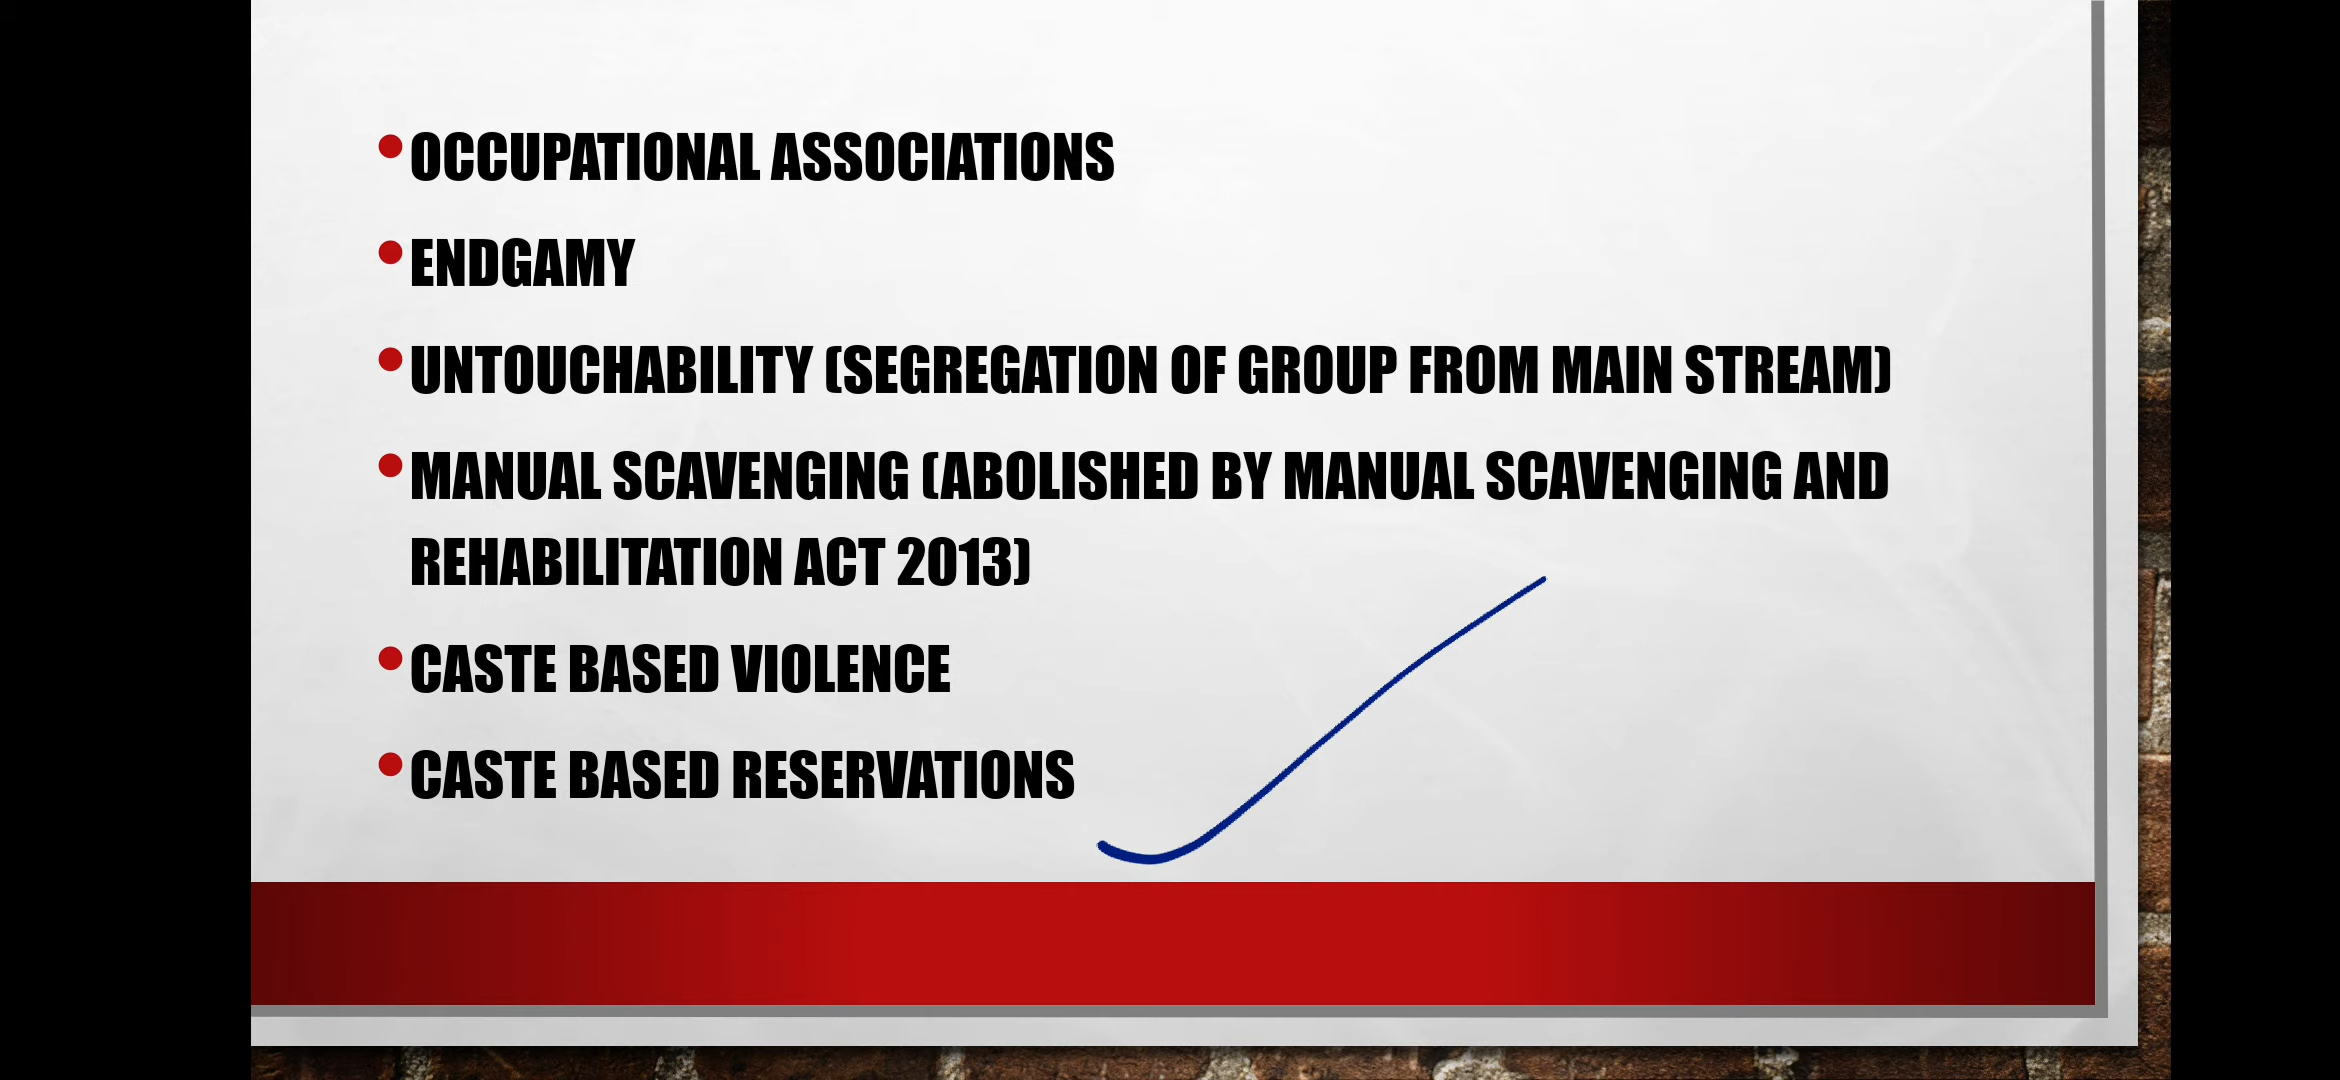 • OCCUPATIONAL ASSOCIATIONS
• ENDGAMY
• UNTOUCHABILITY (SEGREGATION OF GROUP FROM MAIN STREAM)
• MANUAL SCAVENGING (ABOLISHED BY MANUAL SCAVENGING AND
REHABILITATION ACT 2013)
• CASTE BASED VIOLENCE
• CASTE BASED RESERVATIONS